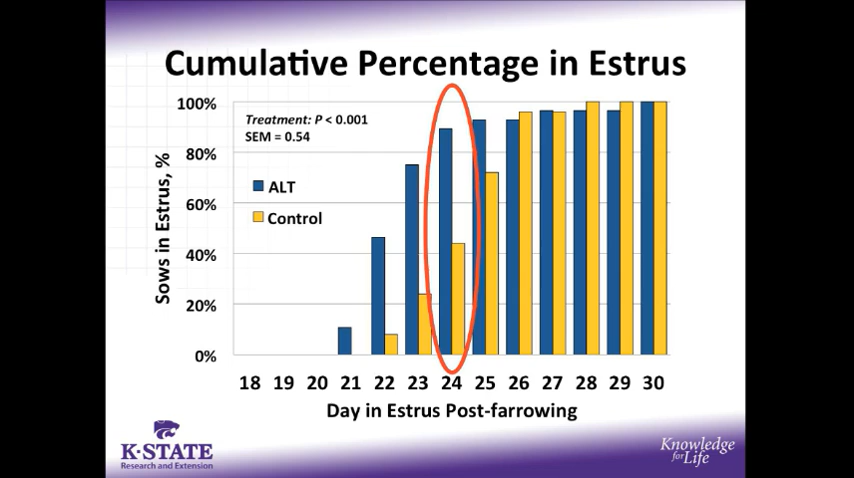 Cumulative Percentage in Estrus
Treatment: P < 0.001
SEM = 0.54
ALT
Control
Sows in Estrus, %
100%
80%
60%
40%
20%
0%
18 19 20 21 22 23 24 25 26 27 28 29 30
Day in Estrus Post-farrowing
K-STATE
Research and Extension
Knowledge
for Life